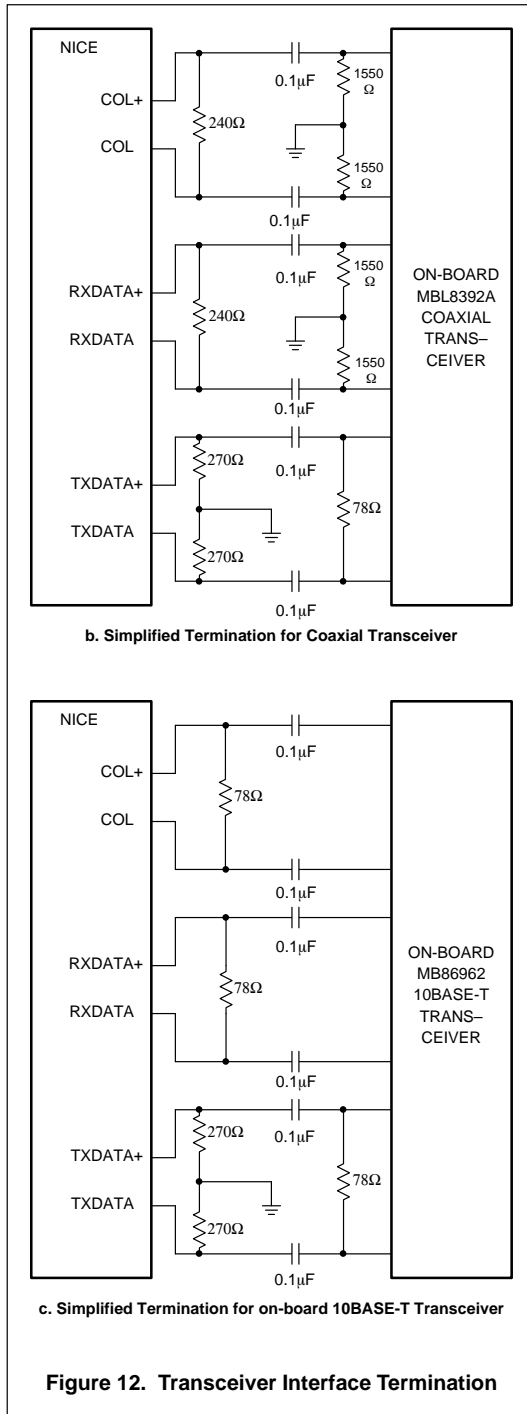 NICE
COL+
COL
240Ω
0.1µF
0.1µF
1550
Ω
1550
Ω
RXDATA+
RXDATA
240Ω
0.1µF
0.1µF
1550
Ω
1550
Ω
TXDATA+
TXDATA
270Ω
270Ω
0.1µF
0.1µF
78Ω
ON-BOARD
MBL8392A
COAXIAL
TRANS–
CEIVER
b. Simplified Termination for Coaxial Transceiver
NICE
COL+
COL
78Ω
0.1µF
0.1µF
RXDATA+
RXDATA
78Ω
0.1µF
0.1µF
TXDATA+
TXDATA
270Ω
270Ω
0.1µF
0.1µF
78Ω
ON-BOARD
MB86962
10BASE-T
TRANS–
CEIVER
c. Simplified Termination for on-board 10BASE-T Transceiver
Figure 12. Transceiver Interface Termination